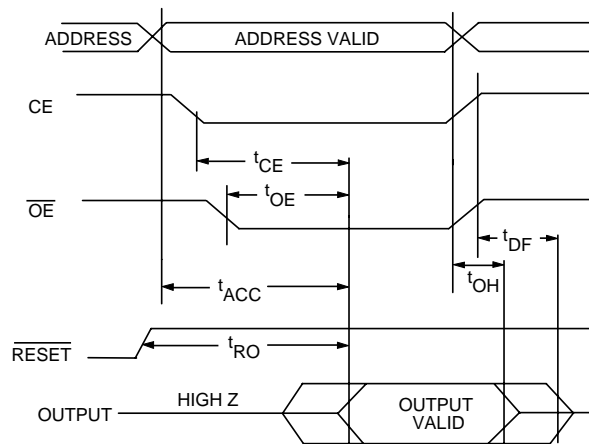 ADDRESS
ADDRESS VALID
CE
tCE
tOE
OE
tDF
tOH
tACC
RESET
tRO
OUTPUT
HIGH Z
OUTPUT
VALID